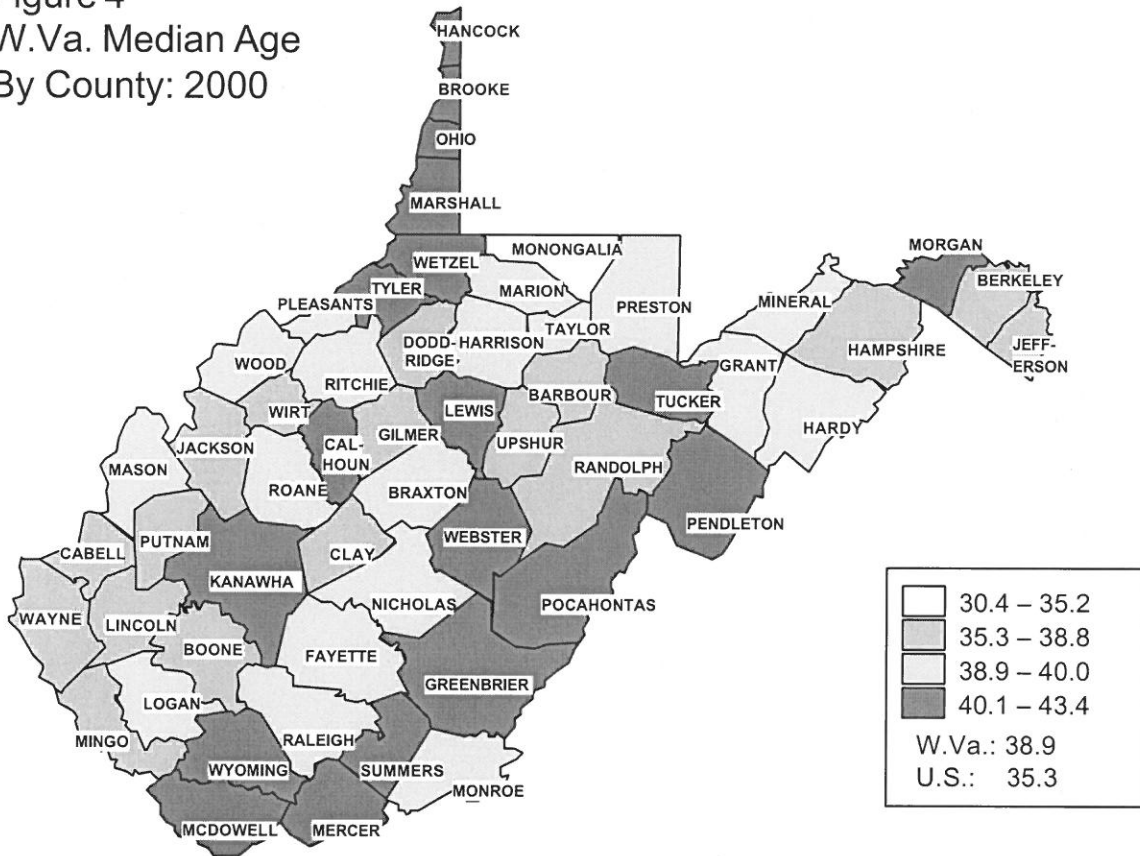 Figure 4
W.Va. Median Age
By County: 2000
HANCOCK
BROOKE
OHIO
MARSHALL
WETZEL
MONONGALIA
MORGAN
BERKELEY
TYLER
MARION
PLEASANTS
PRESTON
MINERAL
TAYLOR
DODD-
RIDGE
HARRISON
JEFF-
ERSON
HAMPSHIRE
WOOD
GRANT
RITCHIE
BARBOUR
TUCKER
WIRT
LEWIS
HARDY
GILMER
UPSHUR
CAL-
HOUN
JACKSON
MASON
RANDOLPH
ROANE
BRAXTON
PENDLETON
WEBSTER
PUTNAM
CABELL
CLAY
KANAWHA
NICHOLAS
POCAHONTAS
WAYNE
LINCOLN
BOONE
FAYETTE
GREENBRIER
LOGAN
RALEIGH
MINGO
WYOMING
SUMMERS
MONROE
MCDOWELL
MERCER
30.4 – 35.2
35.3 – 38.8
38.9 – 40.0
40.1 – 43.4
W.Va.: 38.9
U.S.: 35.3